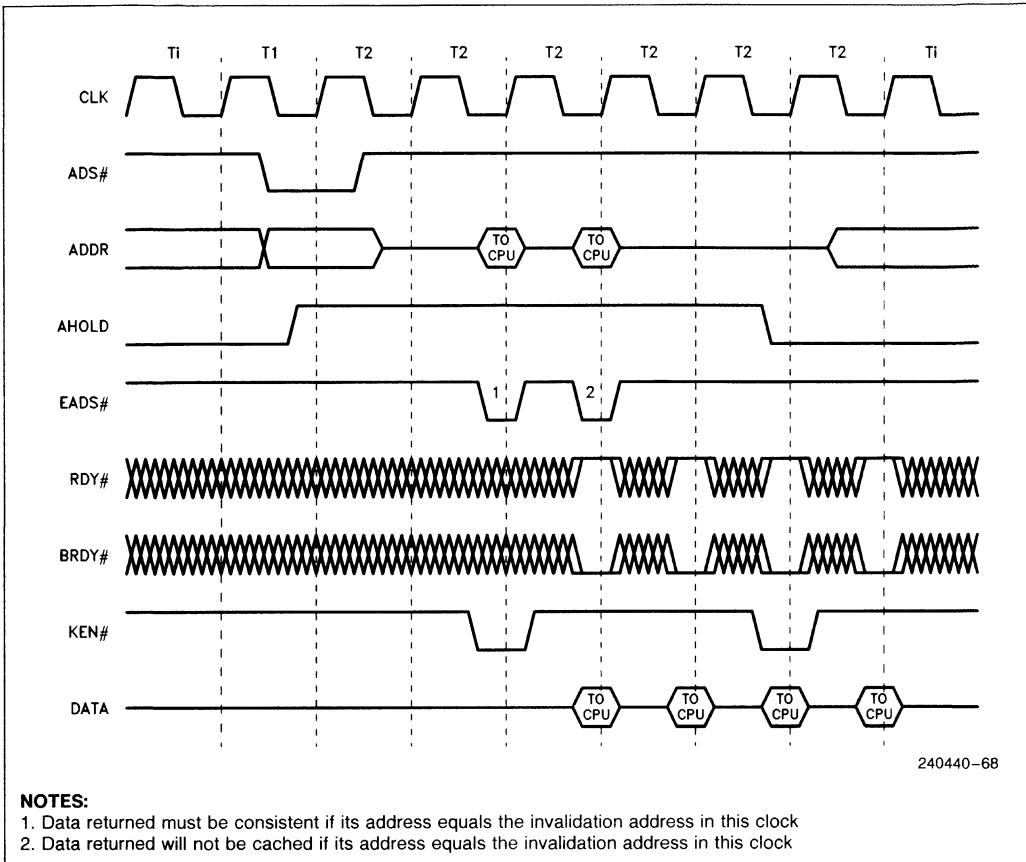 Ti T1 T2 T2 T2 T2 T2 T2 Ti
CLK
ADS#
ADDR
TO CPU
TO CPU
AHOLD
EADS#
1
2
RDY#
BRDY#
KEN#
DATA
TO CPU
TO CPU
TO CPU
TO CPU
240440-68
NOTES:
1. Data returned must be consistent if its address equals the invalidation address in this clock
2. Data returned will not be cached if its address equals the invalidation address in this clock